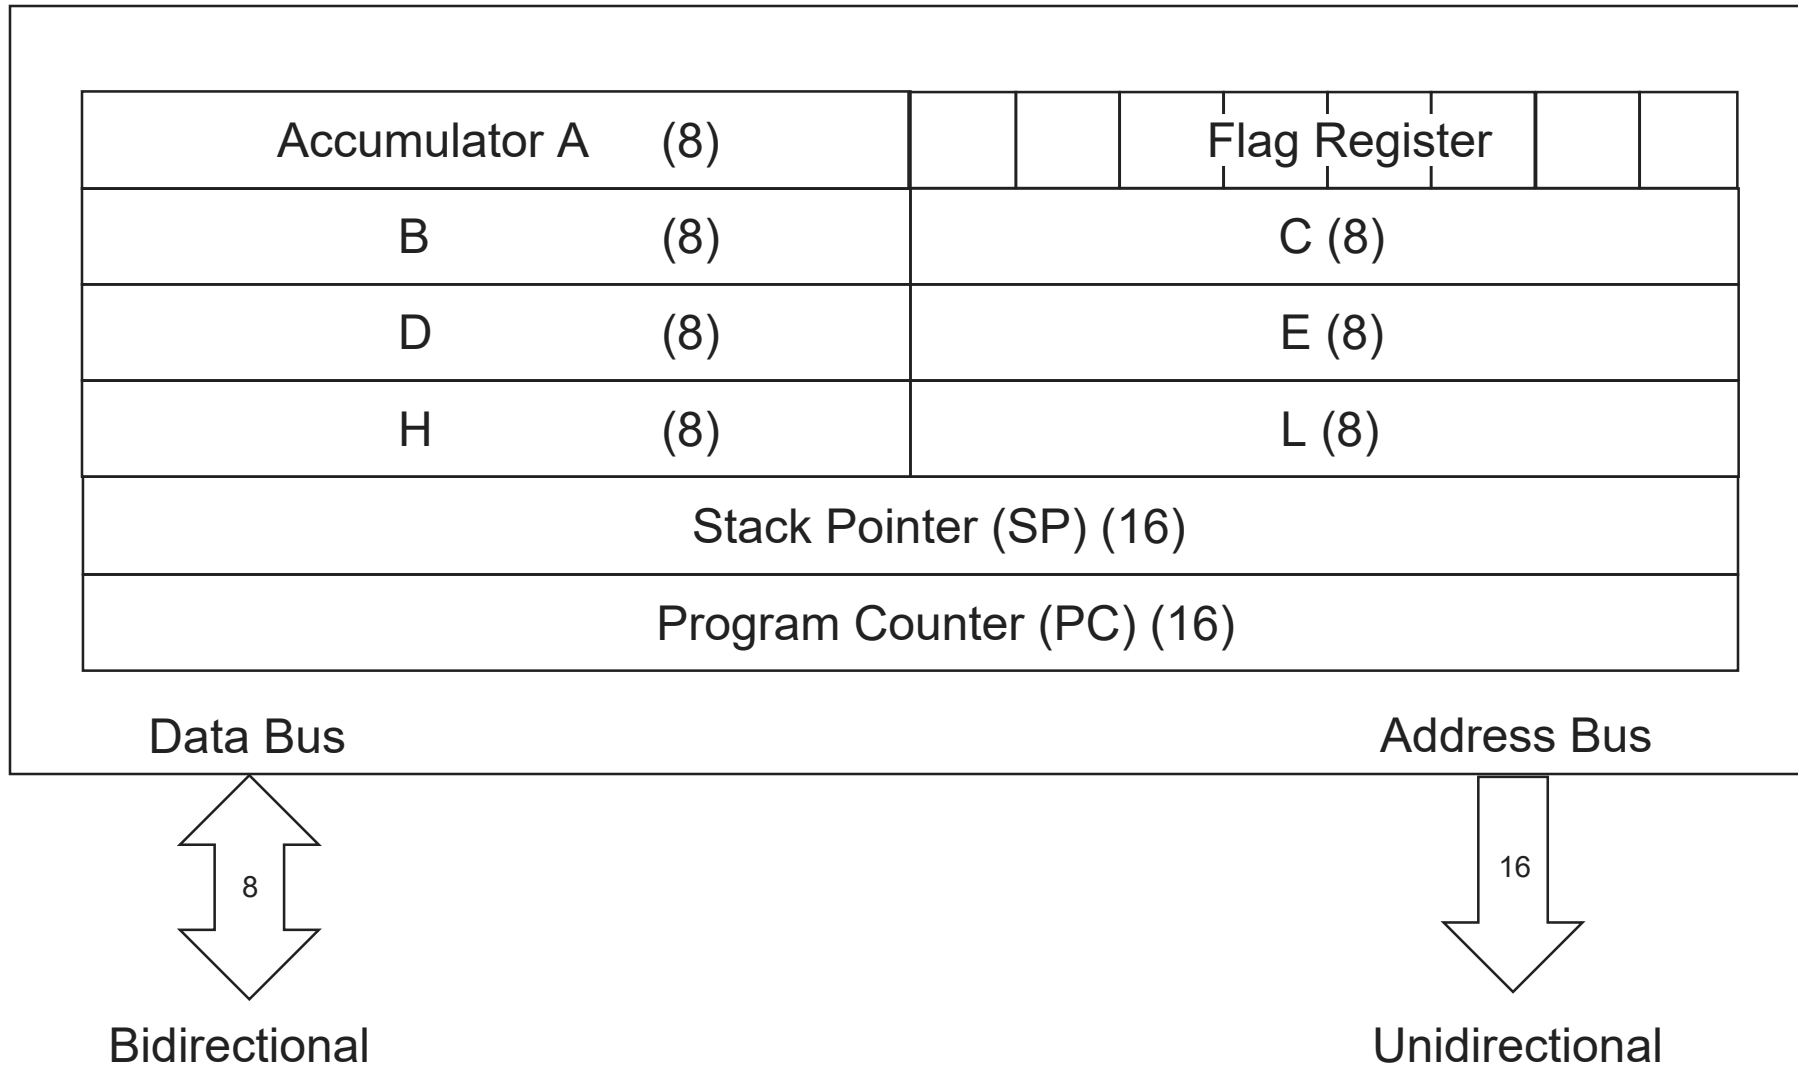 Accumulator A (8) Flag Register
B (8) C (8)
D (8) E (8)
H (8) L (8)
Stack Pointer (SP) (16)
Program Counter (PC) (16)
Data Bus Address Bus
8 16
Bidirectional Unidirectional